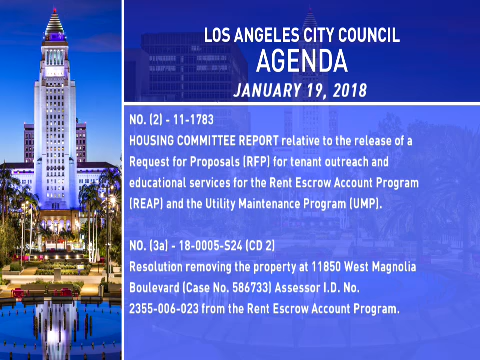 LOS ANGELES CITY COUNCIL
AGENDA
JANUARY 19, 2018
NO. (2) - 11-1783
HOUSING COMMITTEE REPORT relative to the release of a
Request for Proposals (RFP) for tenant outreach and
educational services for the Rent Escrow Account Program
(REAP) and the Utility Maintenance Program (UMP).
NO. (3a) - 18-0005-S24 (CD 2)
Resolution removing the property at 11850 West Magnolia
Boulevard (Case No. 586733) Assessor I.D. No.
2355-006-023 from the Rent Escrow Account Program.